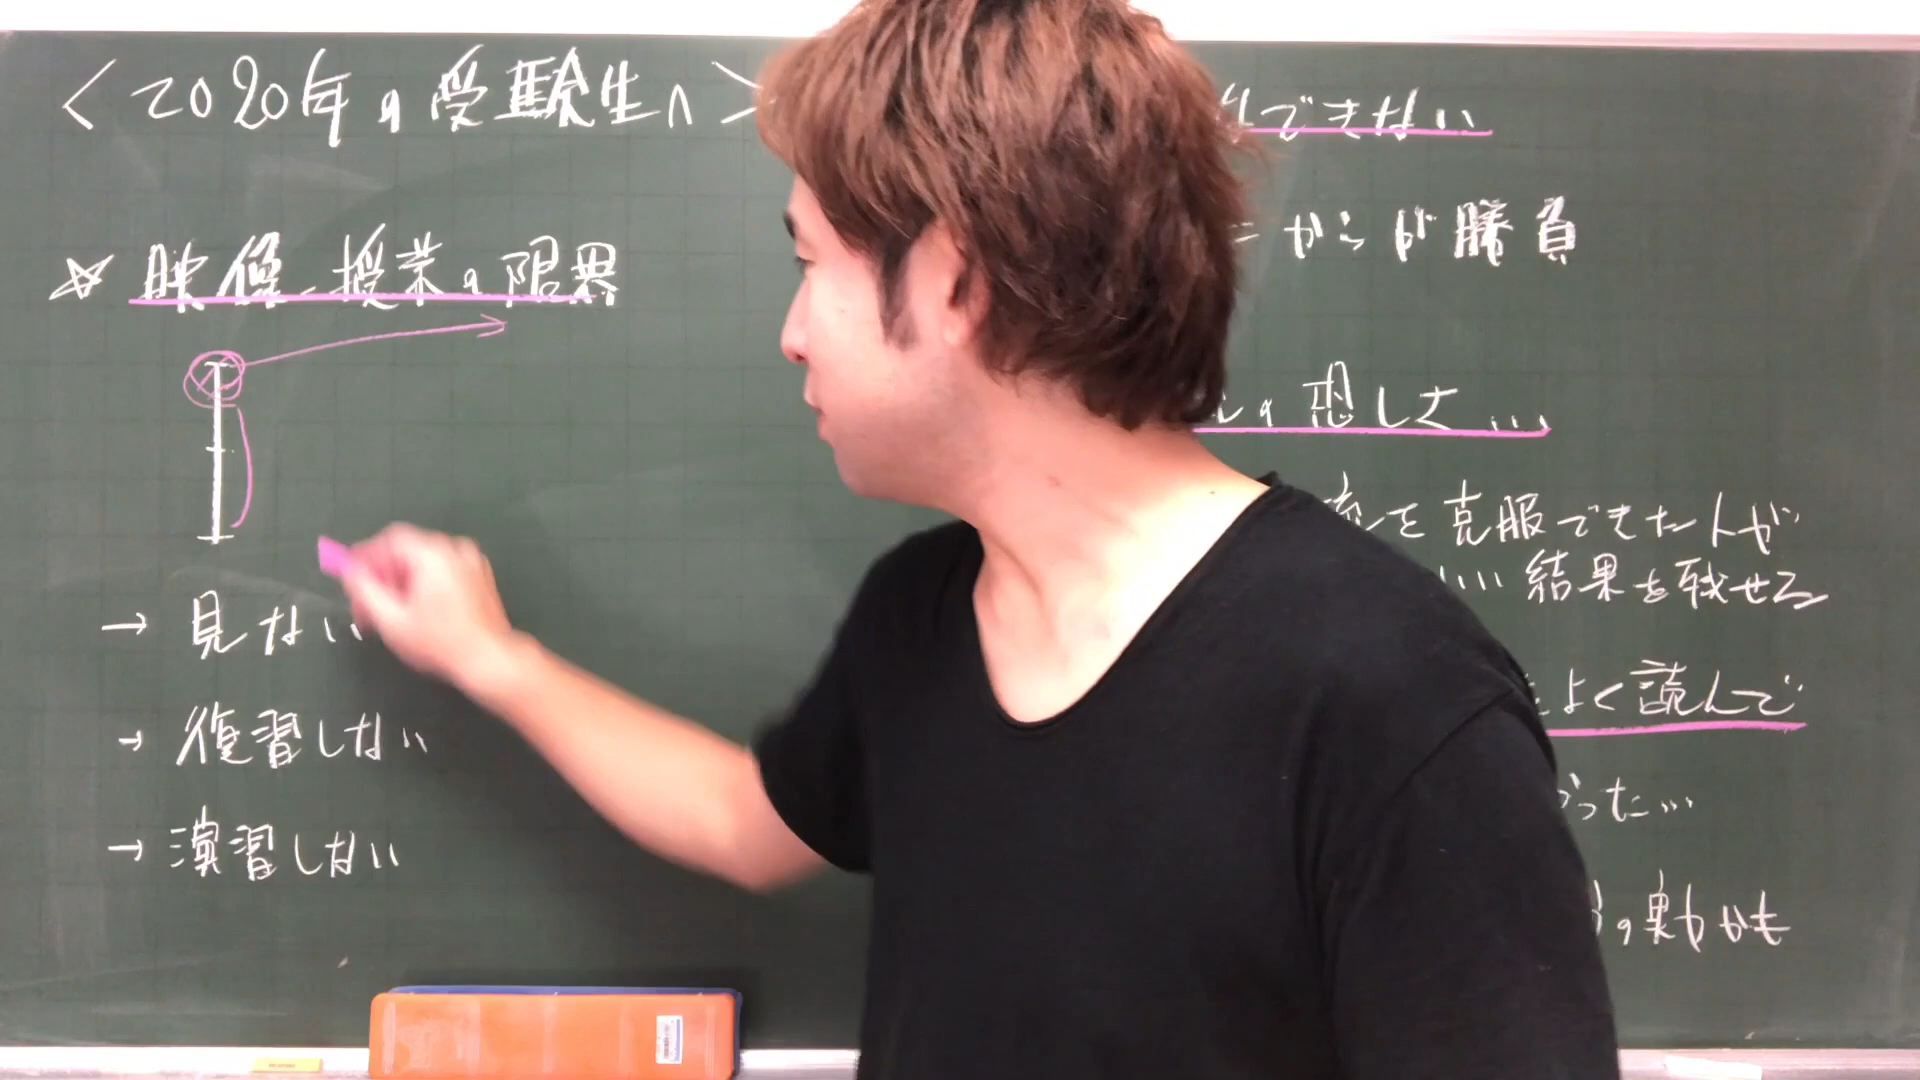 <2020年の受験生へ>
☆映像授業の限界
→ 見ない
→ 復習しない
→ 演習しない
できない
からが勝負
の恐しさ...
を克服できた人が
いい結果を残せる
よく読んで
った...
の動かも